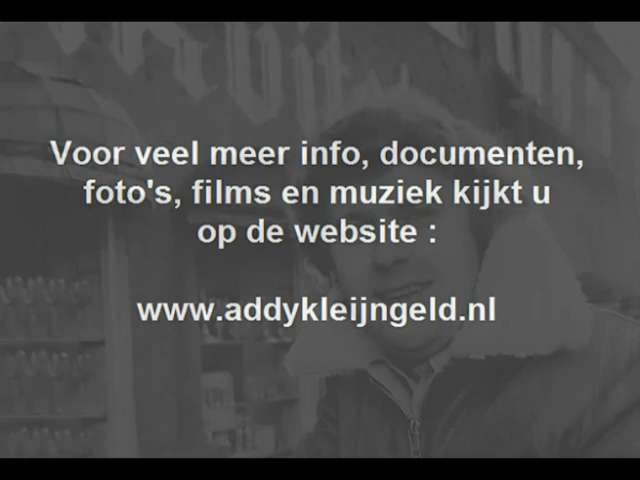 Voor veel meer info, documenten,
foto's, films en muziek kijkt u
op de website :
www.addykleijngeld.nl